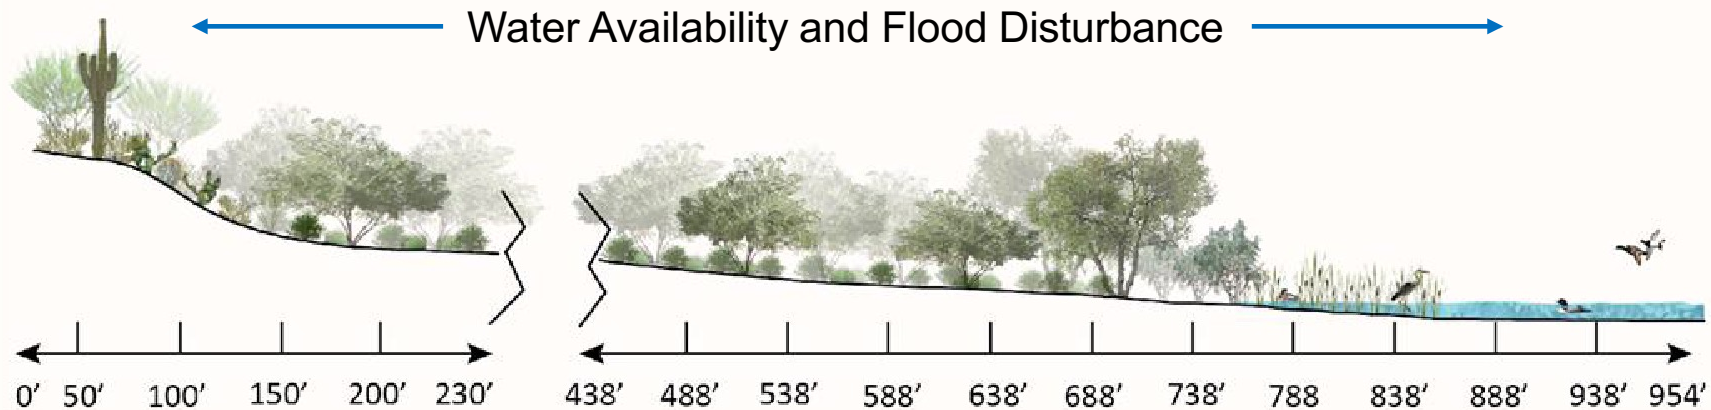 Water Availability and Flood Disturbance
0’ 50’ 100’ 150’ 200’ 230’ 438’ 488’ 538’ 588’ 638’ 688’ 738’ 788 838’ 888’ 938’ 954’